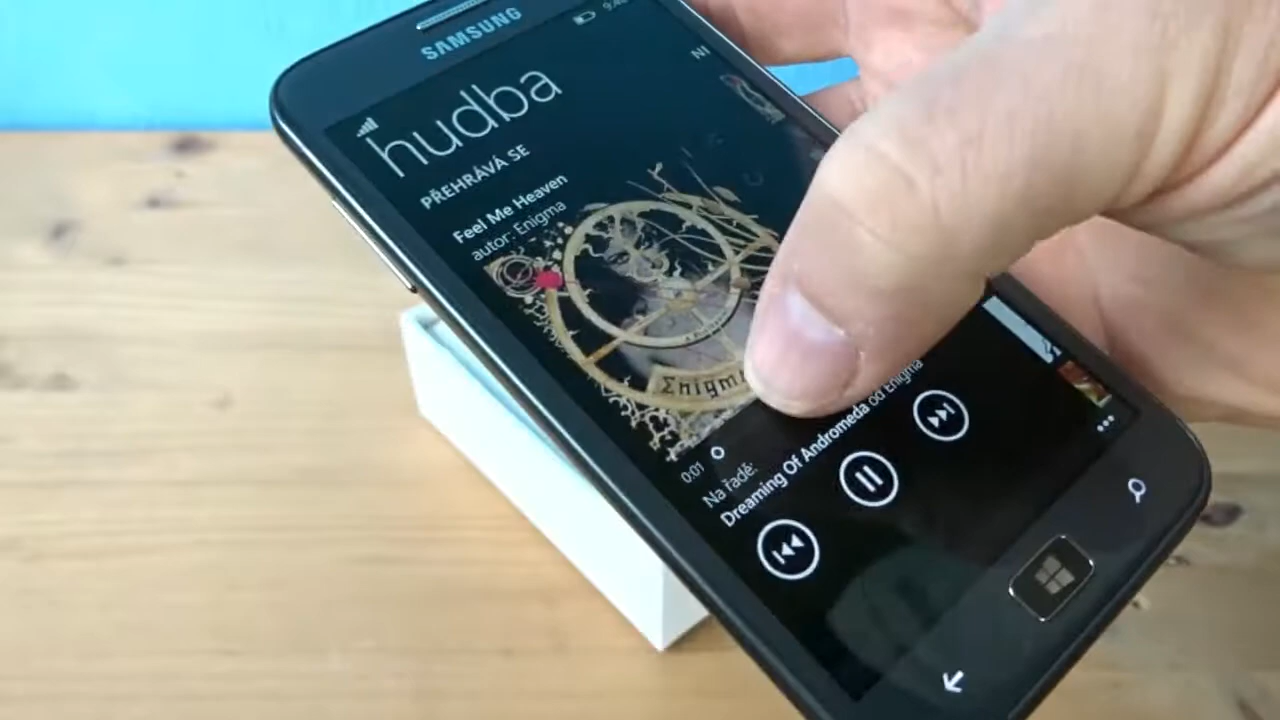 SAMSUNG
hudba
NI
PŘEHRÁVÁ SE
Feel Me Heaven
autor: Enigma
Enigma
0:01
Na řadě:
Dreaming Of Andromeda od Enigma